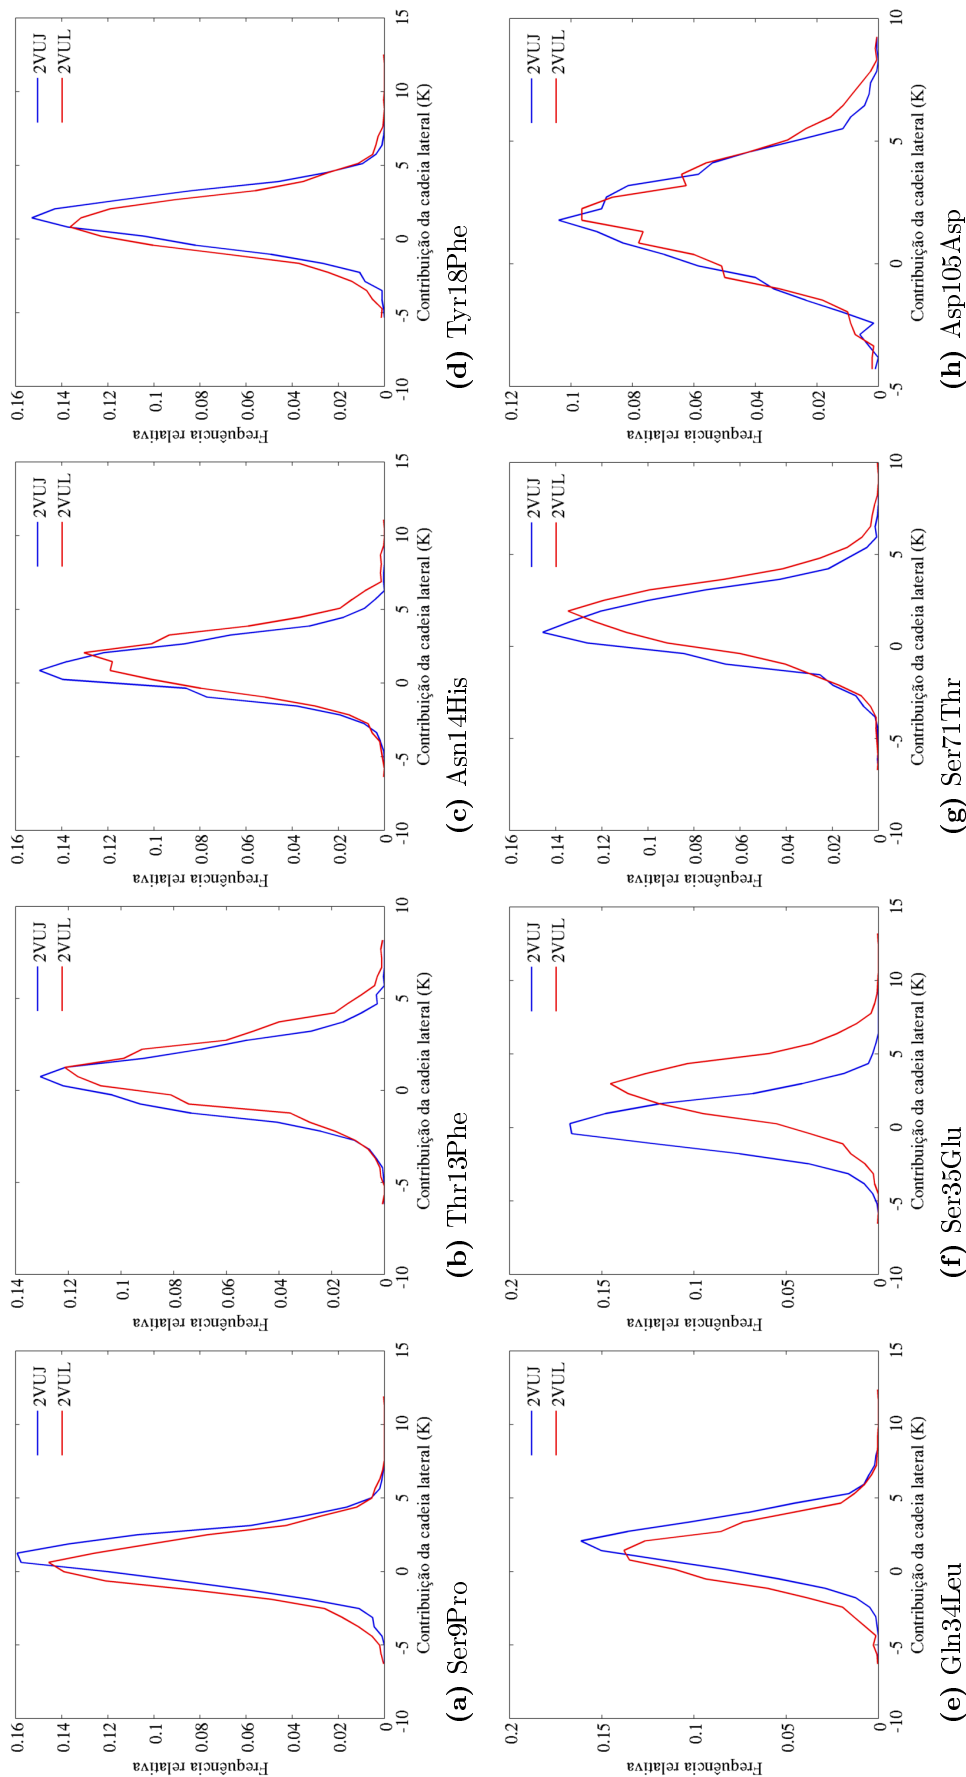 0.16
0.14
0.12
0.1
0.08
0.06
0.04
0.02
0
Frequência relativa
2VUJ
2VUL
-10 -5 0 5 10 15
Contribuição da cadeia lateral (K)
(a) Ser9Pro
0.14
0.12
0.1
0.08
0.06
0.04
0.02
0
Frequência relativa
2VUJ
2VUL
-10 -5 0 5 10
Contribuição da cadeia lateral (K)
(b) Thr13Phe
0.16
0.14
0.12
0.1
0.08
0.06
0.04
0.02
0
Frequência relativa
2VUJ
2VUL
-10 -5 0 5 10 15
Contribuição da cadeia lateral (K)
(c) Asn14His
0.16
0.14
0.12
0.1
0.08
0.06
0.04
0.02
0
Frequência relativa
2VUJ
2VUL
-10 -5 0 5 10 15
Contribuição da cadeia lateral (K)
(d) Tyr18Phe
0.2
0.15
0.1
0.05
0
Frequência relativa
2VUJ
2VUL
-10 -5 0 5 10 15
Contribuição da cadeia lateral (K)
(e) Gln34Leu
0.2
0.15
0.1
0.05
0
Frequência relativa
2VUJ
2VUL
-10 -5 0 5 10 15
Contribuição da cadeia lateral (K)
(f) Ser35Glu
0.16
0.14
0.12
0.1
0.08
0.06
0.04
0.02
0
Frequência relativa
2VUJ
2VUL
-10 -5 0 5 10
Contribuição da cadeia lateral (K)
(g) Ser71Thr
0.12
0.1
0.08
0.06
0.04
0.02
0
Frequência relativa
2VUJ
2VUL
-5 0 5 10
Contribuição da cadeia lateral (K)
(h) Asp105Asp